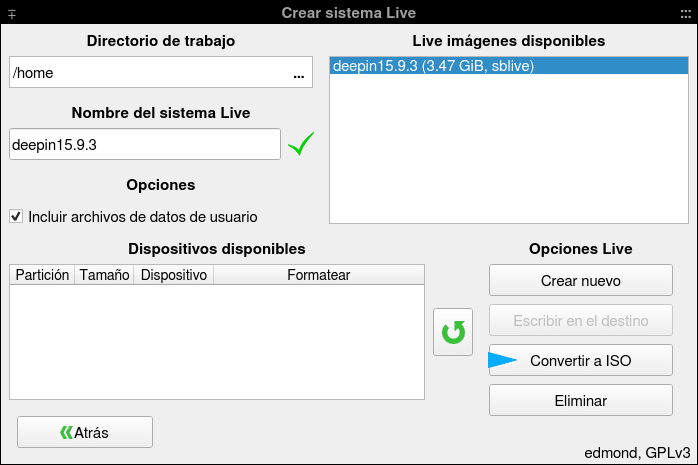 Crear sistema Live
Directorio de trabajo
/home ...
Nombre del sistema Live
deepin15.9.3
Opciones
Incluir archivos de datos de usuario
Live imágenes disponibles
deepin15.9.3 (3.47 GiB, sblive)
Dispositivos disponibles
Partición Tamaño Dispositivo Formatear
Opciones Live
Crear nuevo
Escribir en el destino
Convertir a ISO
Eliminar
Atrás
edmond, GPLv3